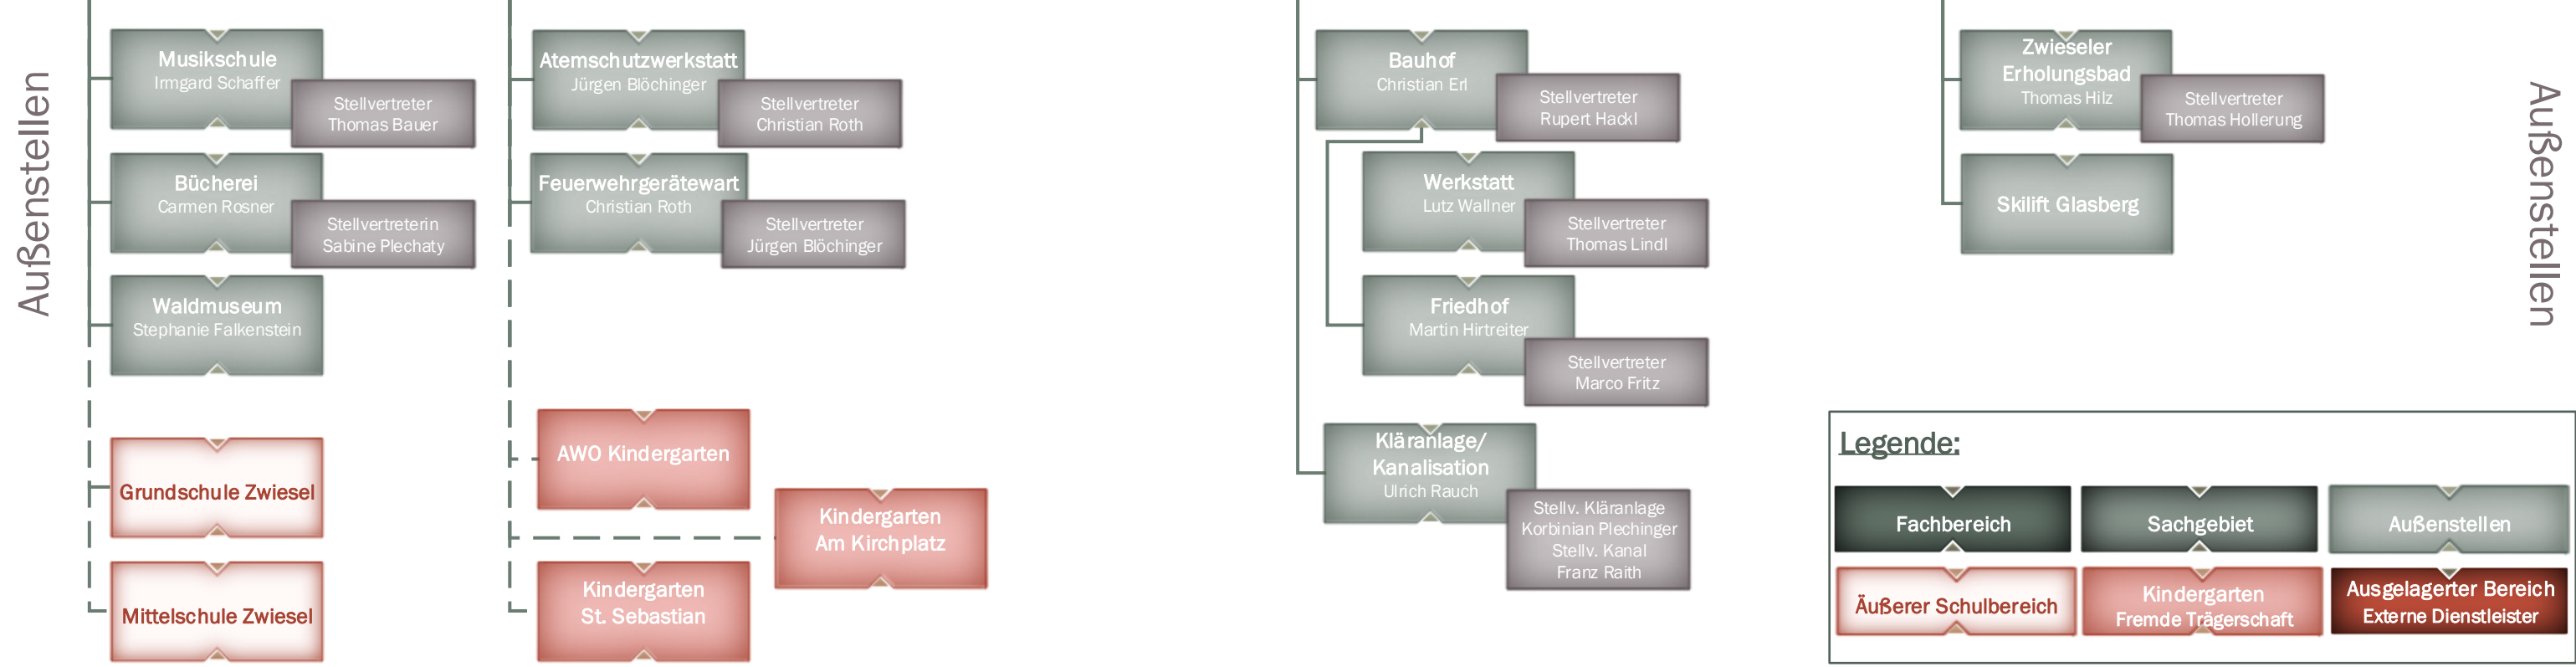 Außenstellen
Musikschule
Irmgard Schaffer
Stellvertreter
Thomas Bauer
Bücherei
Carmen Rosner
Stellvertreterin
Sabine Plechaty
Waldmuseum
Stephanie Falkenstein
Grundschule Zwiesel
Mittelschule Zwiesel
Atemschutzwerkstatt
Jürgen Blöchinger
Stellvertreter
Christian Roth
Feuerwehrgerätewart
Christian Roth
Stellvertreter
Jürgen Blöchinger
AWO Kindergarten
Kindergarten
Am Kirchplatz
Kindergarten
St. Sebastian
Bauhof
Christian Erl
Stellvertreter
Rupert Hackl
Werkstatt
Lutz Wallner
Stellvertreter
Thomas Lindl
Friedhof
Martin Hirtreiter
Stellvertreter
Marco Fritz
Kläranlage/
Kanalisation
Ulrich Rauch
Stellv. Kläranlage
Korbinian Plechinger
Stellv. Kanal
Franz Raith
Zwieseler
Erholungsbad
Thomas Hilz
Stellvertreter
Thomas Hollerung
Skilift Glasberg
Außenstellen
Legende:
Fachbereich
Sachgebiet
Außenstellen
Äußerer Schulbereich
Kindergarten
Fremde Trägerschaft
Ausgelagerter Bereich
Externe Dienstleister